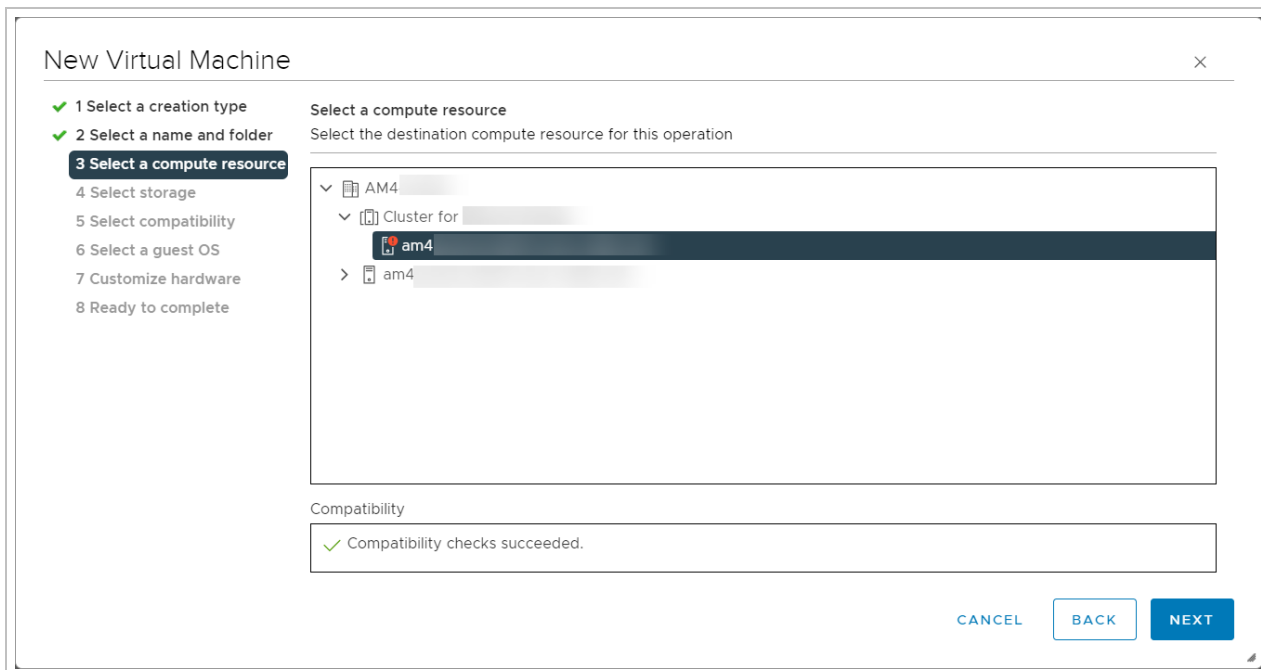 New Virtual Machine
1 Select a creation type
2 Select a name and folder
3 Select a compute resource
4 Select storage
5 Select compatibility
6 Select a guest OS
7 Customize hardware
8 Ready to complete
Select a compute resource
Select the destination compute resource for this operation
AM4
Cluster for
am4
am4
Compatibility
Compatibility checks succeeded.
CANCEL
BACK
NEXT